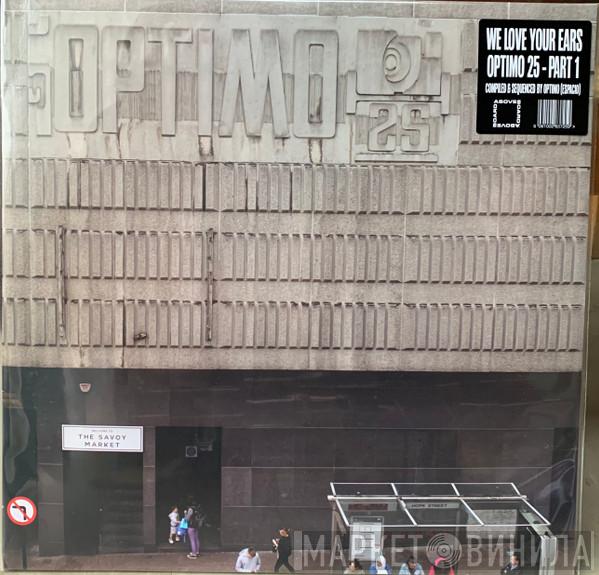 OPTIMO
25
WE LOVE YOUR EARS
OPTIMO 25 - PART 1
COMPILED & SEQUENCED BY OPTIMO (ESPACIO)
ABOVE
BOARD
WELCOME TO
THE SAVOY
MARKET
HOPE STREET
МАРКЕТ ВИНИЛА